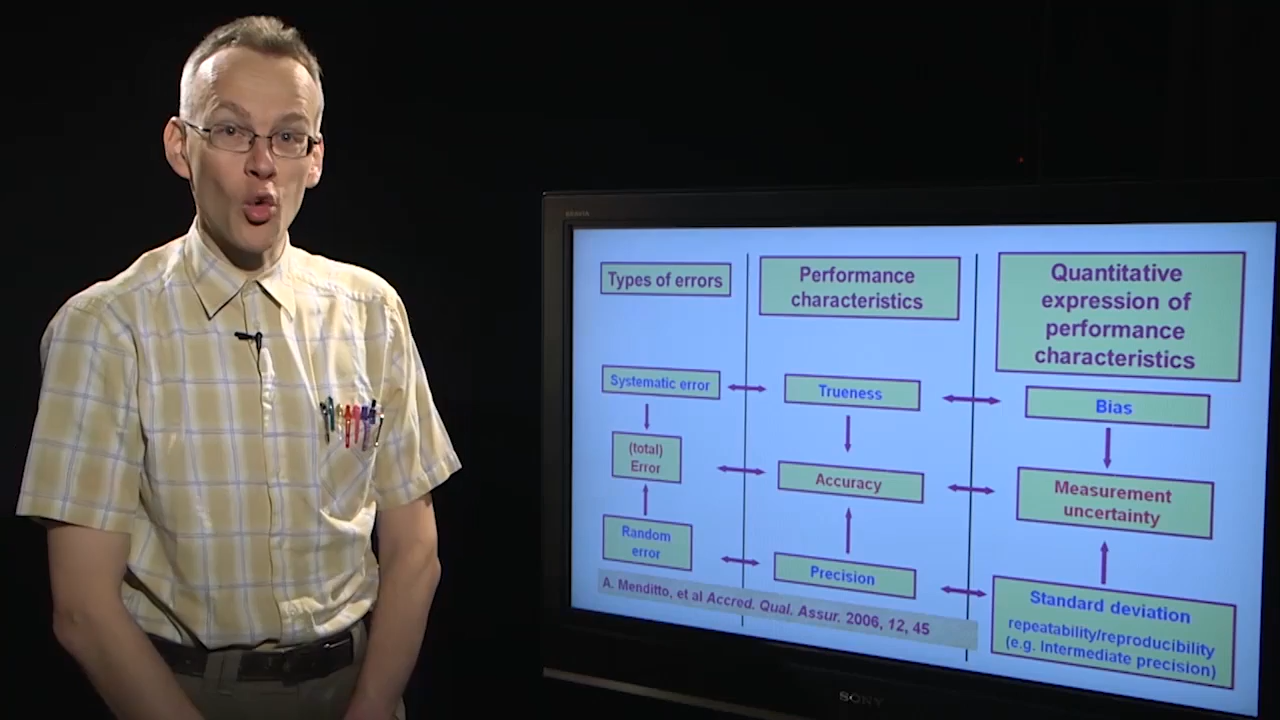 BRAVIA
Types of errors
Performance
characteristics
Quantitative
expression of
performance
characteristics
Systematic error
Trueness
Bias
(total)
Error
Accuracy
Measurement
uncertainty
Random
error
Precision
Standard deviation
repeatability/reproducibility
(e.g. Intermediate precision)
A. Menditto, et al Accred. Qual. Assur. 2006, 12, 45
SONY